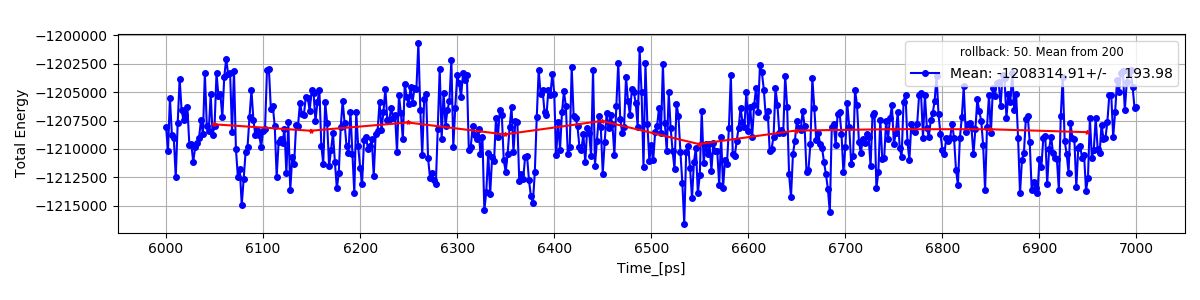 −1200000
−1202500
−1205000
−1207500
−1210000
−1212500
−1215000
Total Energy
rollback: 50. Mean from 200
Mean: -1208314.91+/- 193.98
6000 6100 6200 6300 6400 6500 6600 6700 6800 6900 7000
Time_[ps]